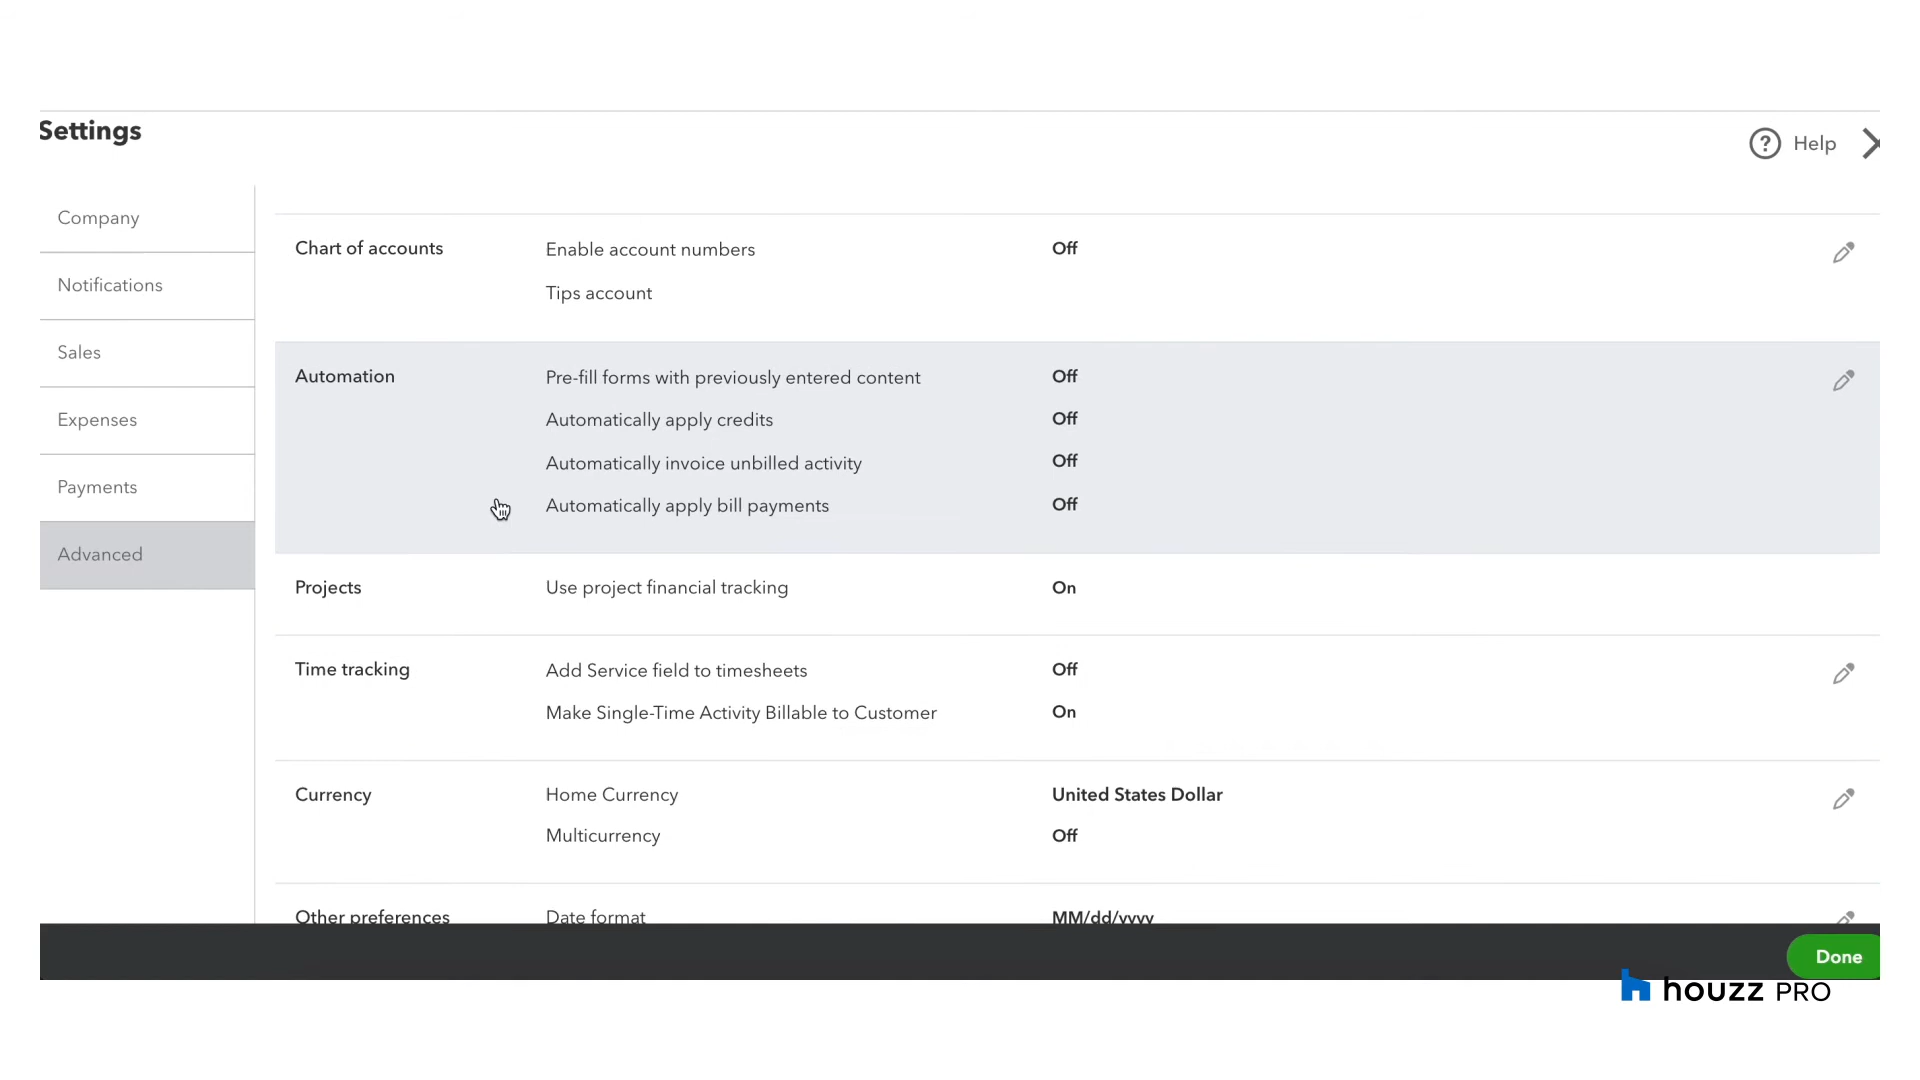 Settings
? Help
Company
Notifications
Sales
Expenses
Payments
Advanced
Chart of accounts Enable account numbers Off
Tips account
Automation Pre-fill forms with previously entered content Off
Automatically apply credits Off
Automatically invoice unbilled activity Off
Automatically apply bill payments Off
Projects Use project financial tracking On
Time tracking Add Service field to timesheets Off
Make Single-Time Activity Billable to Customer On
Currency Home Currency United States Dollar
Multicurrency Off
Other preferences Date format MM/dd/yyyy
Done
houzz PRO